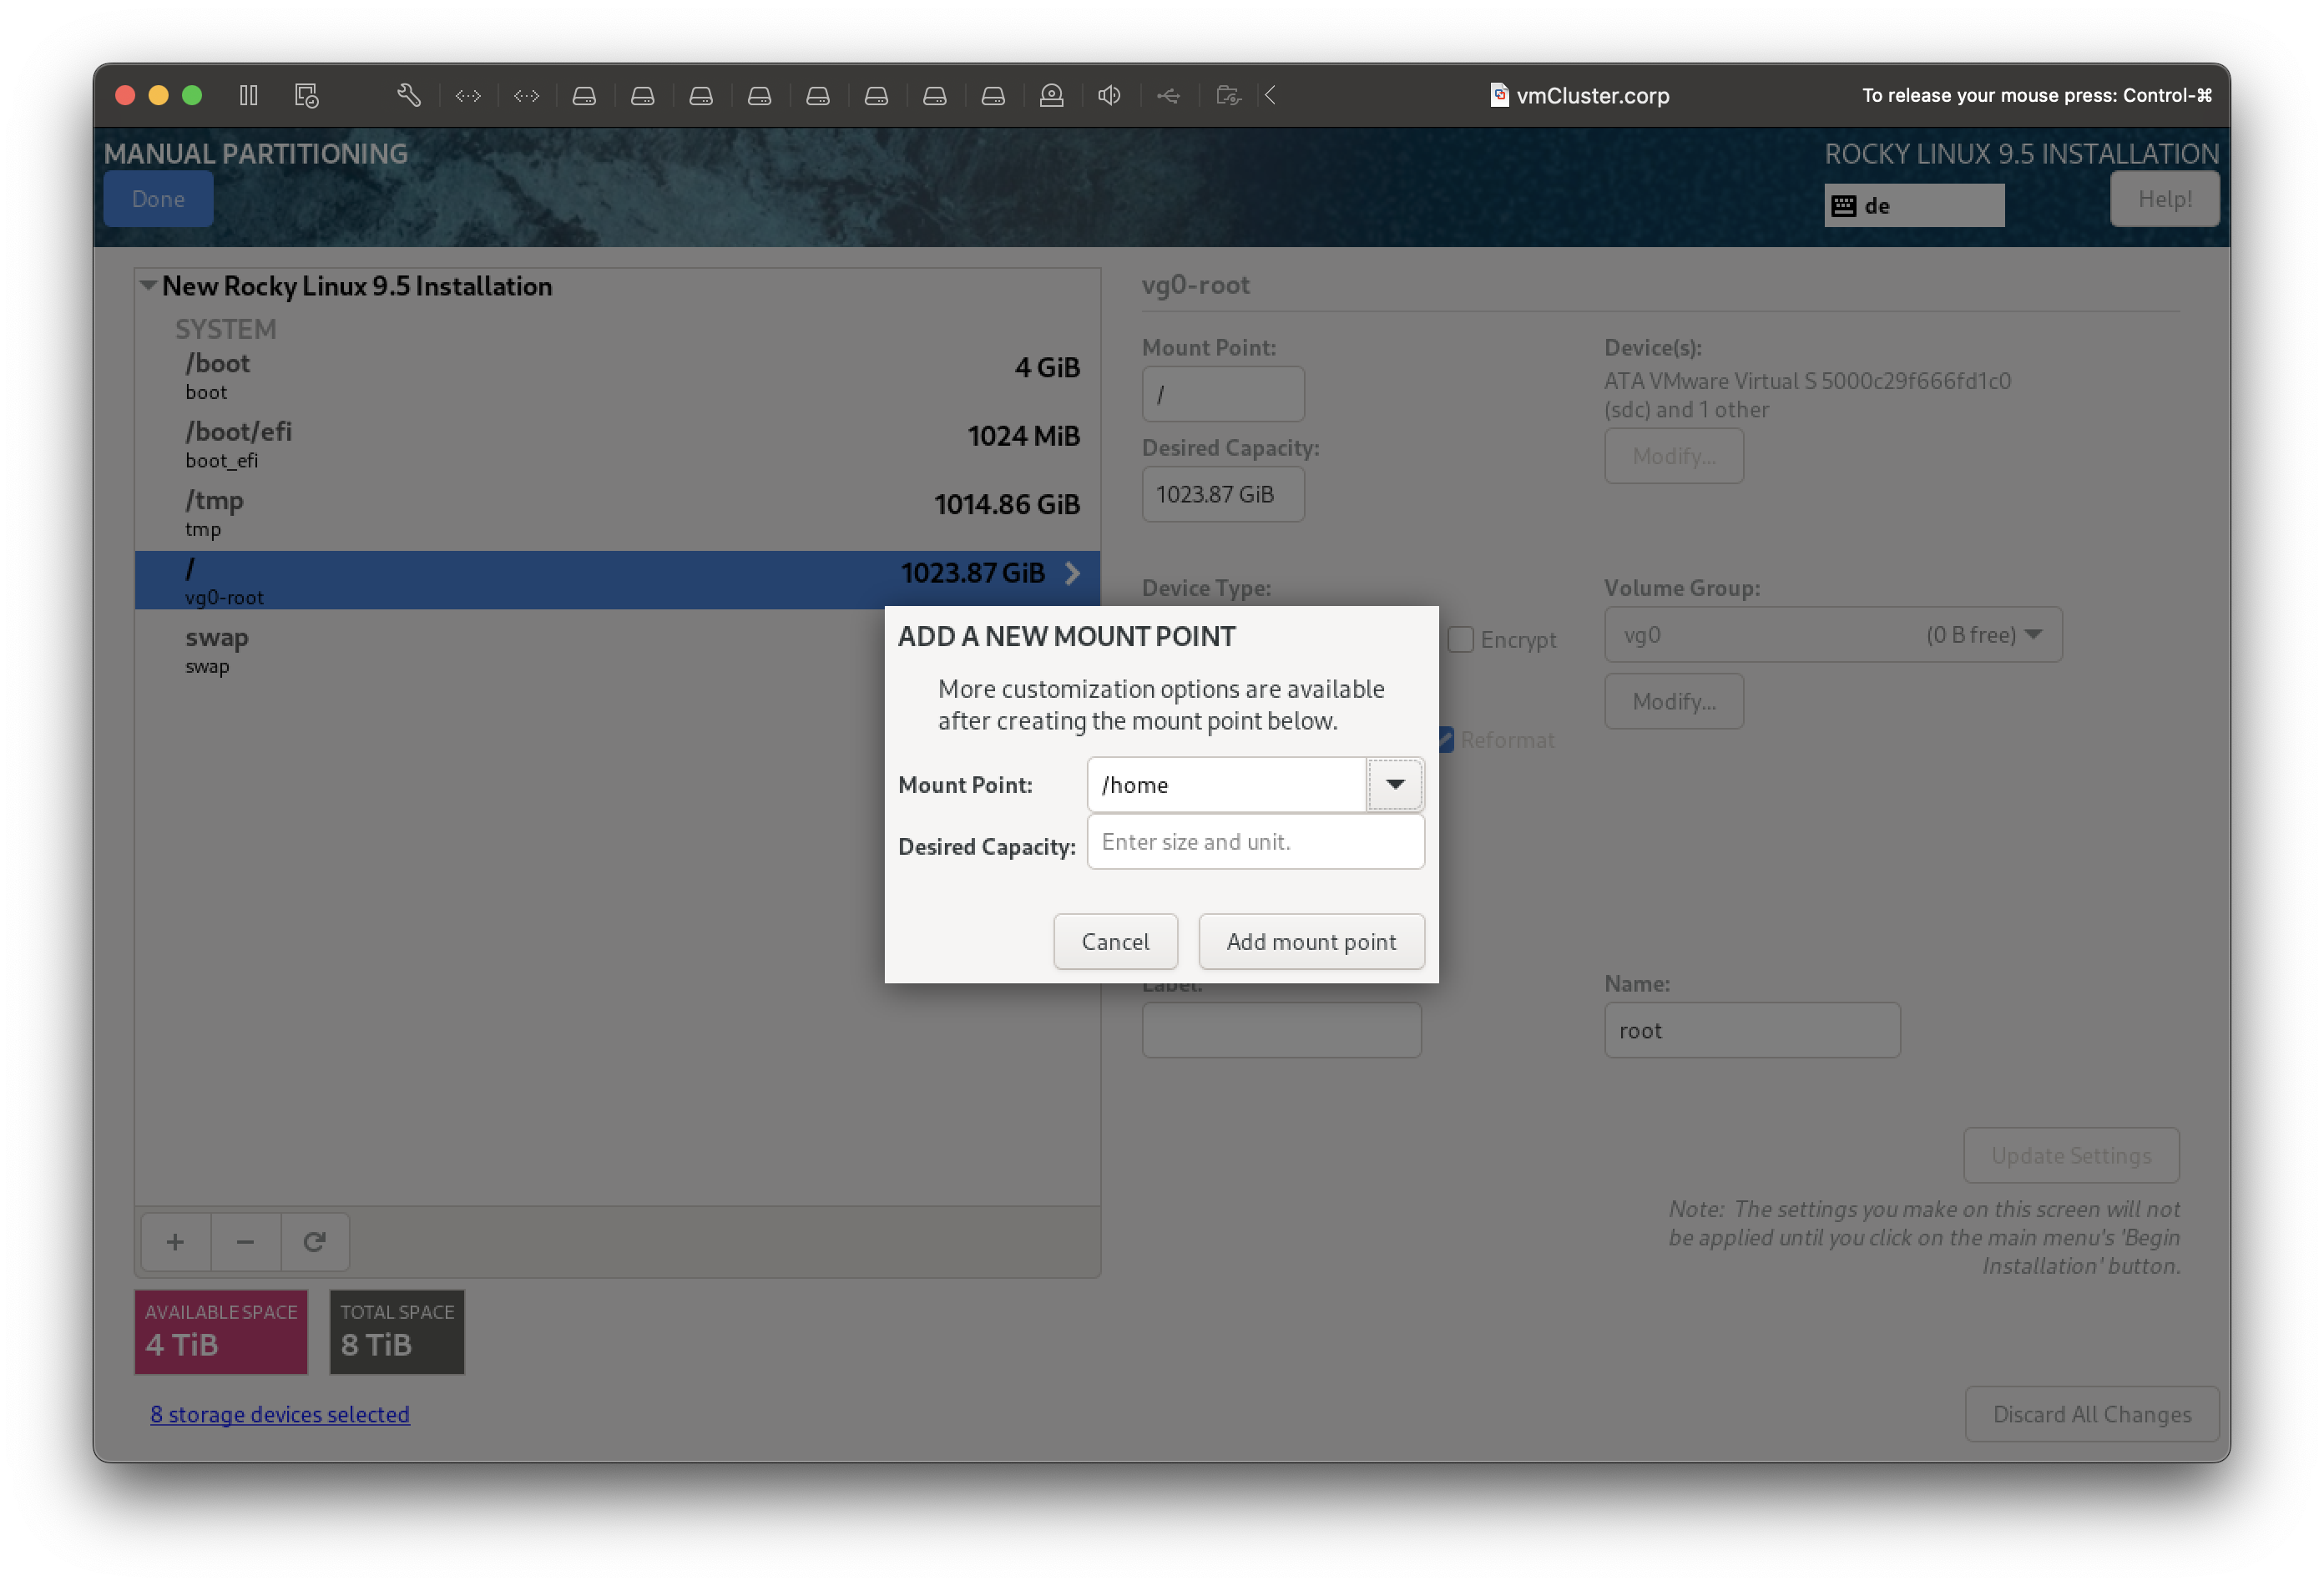 vmCluster.corp
To release your mouse press: Control-⌘
MANUAL PARTITIONING
ROCKY LINUX 9.5 INSTALLATION
Done
de
Help!
New Rocky Linux 9.5 Installation
SYSTEM
/boot
4 GiB
boot
/boot/efi
1024 MiB
boot_efi
/tmp
1014.86 GiB
tmp
/
1023.87 GiB
vg0-root
swap
swap
vg0-root
Mount Point:
/
Device(s):
ATA VMware Virtual S 5000c29f666fd1c0
(sdc) and 1 other
Modify...
Desired Capacity:
1023.87 GiB
Device Type:
Encrypt
Volume Group:
vg0
(0 B free)
Modify...
Reformat
ADD A NEW MOUNT POINT
More customization options are available
after creating the mount point below.
Mount Point:
/home
Desired Capacity:
Enter size and unit.
Cancel
Add mount point
Label:
Name:
root
Update Settings
Note: The settings you make on this screen will not
be applied until you click on the main menu's 'Begin
Installation' button.
+
−
AVAILABLE SPACE
4 TiB
TOTAL SPACE
8 TiB
8 storage devices selected
Discard All Changes